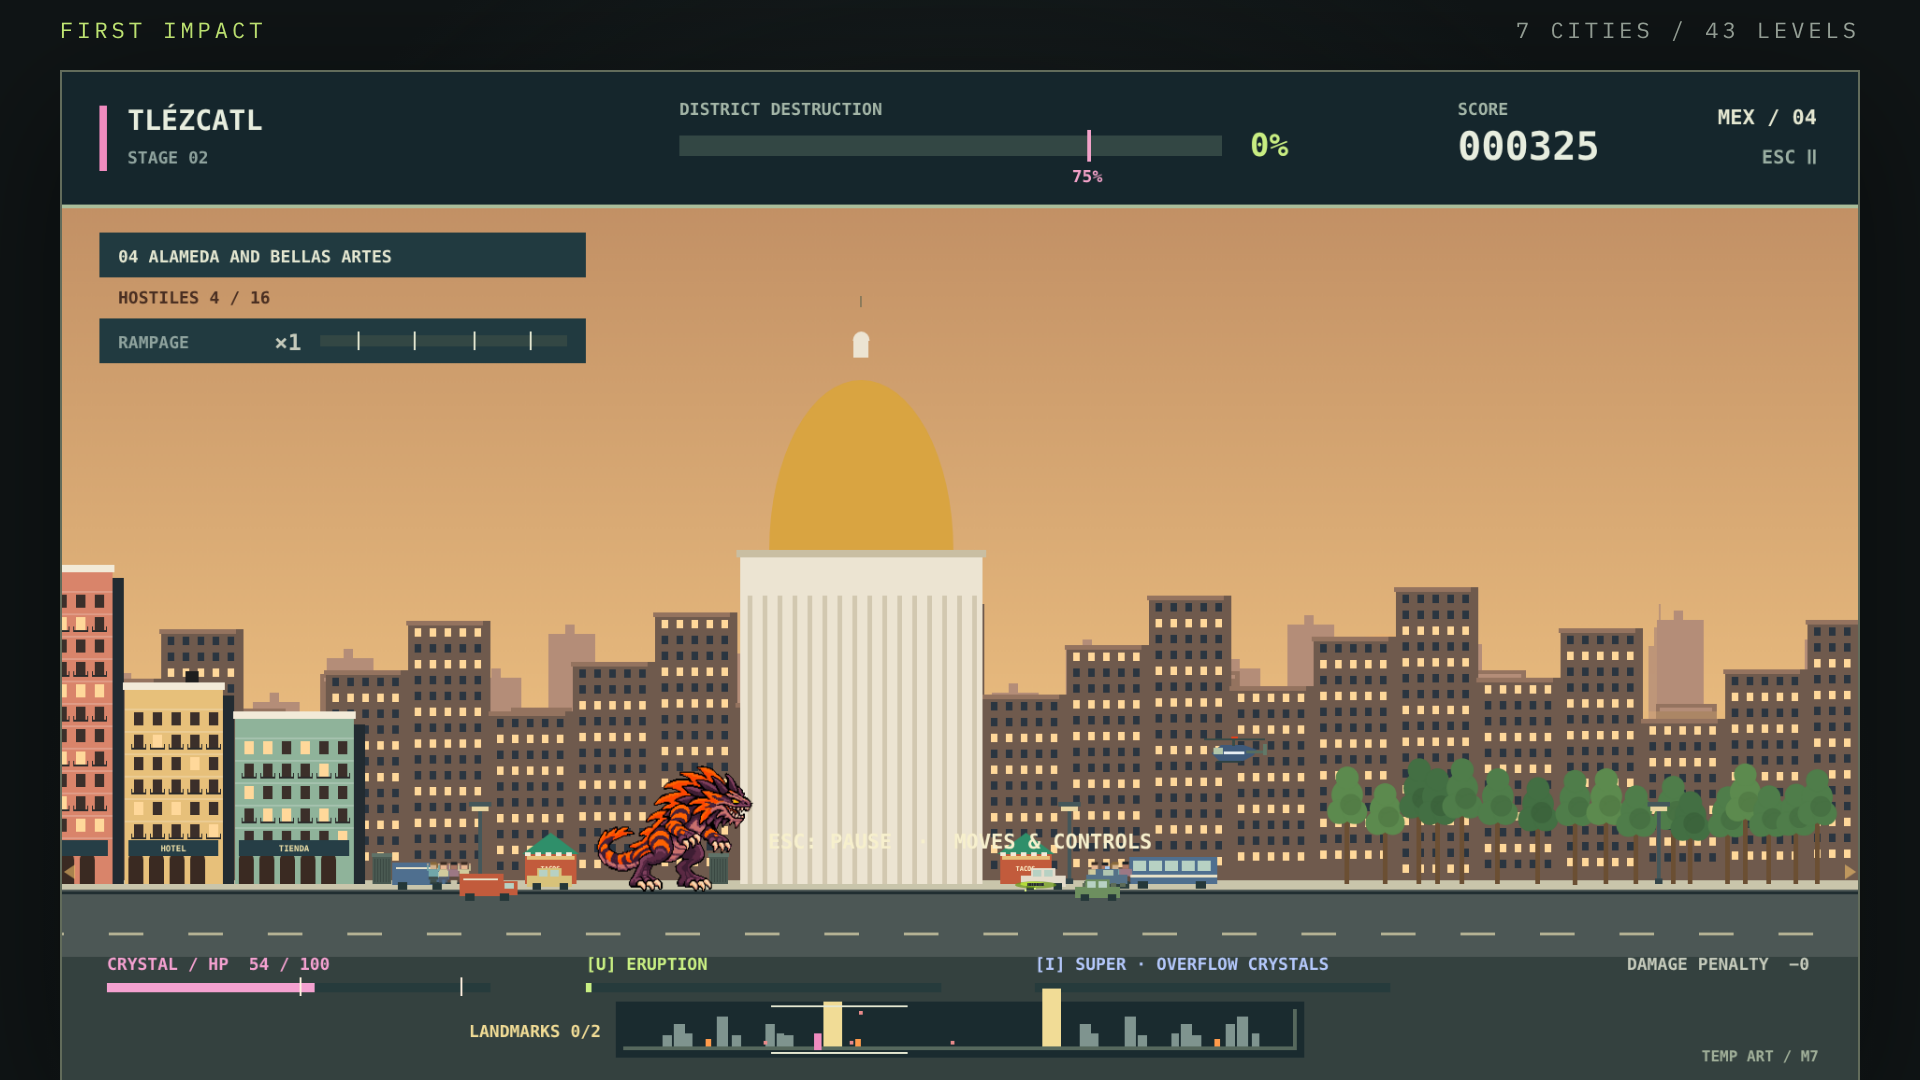 FIRST IMPACT
7 CITIES / 43 LEVELS
TLÉZCATL
STAGE 02
DISTRICT DESTRUCTION
0%
75%
SCORE
000325
MEX / 04
ESC II
04 ALAMEDA AND BELLAS ARTES
HOSTILES 4 / 16
RAMPAGE ×1
ESC: PAUSE · MOVES & CONTROLS
HOTEL
TIENDA
TACOS
TACOS
CRYSTAL / HP 54 / 100
[U] ERUPTION
[I] SUPER · OVERFLOW CRYSTALS
DAMAGE PENALTY −0
LANDMARKS 0/2
TEMP ART / M7